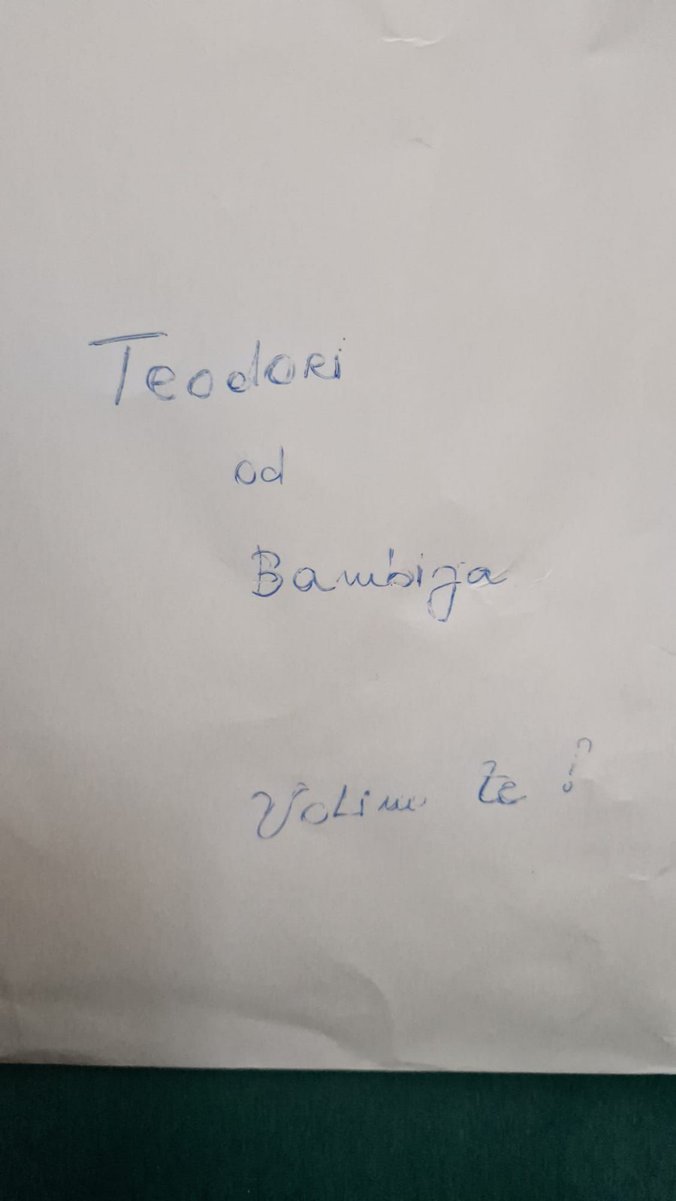 Teodori
od
Bambija
Volim te !